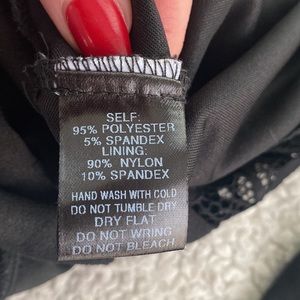 SELF:
95% POLYESTER
5% SPANDEX
LINING:
90% NYLON
10% SPANDEX
HAND WASH WITH COLD
DO NOT TUMBLE DRY
DRY FLAT
DO NOT WRING
DO NOT BLEACH